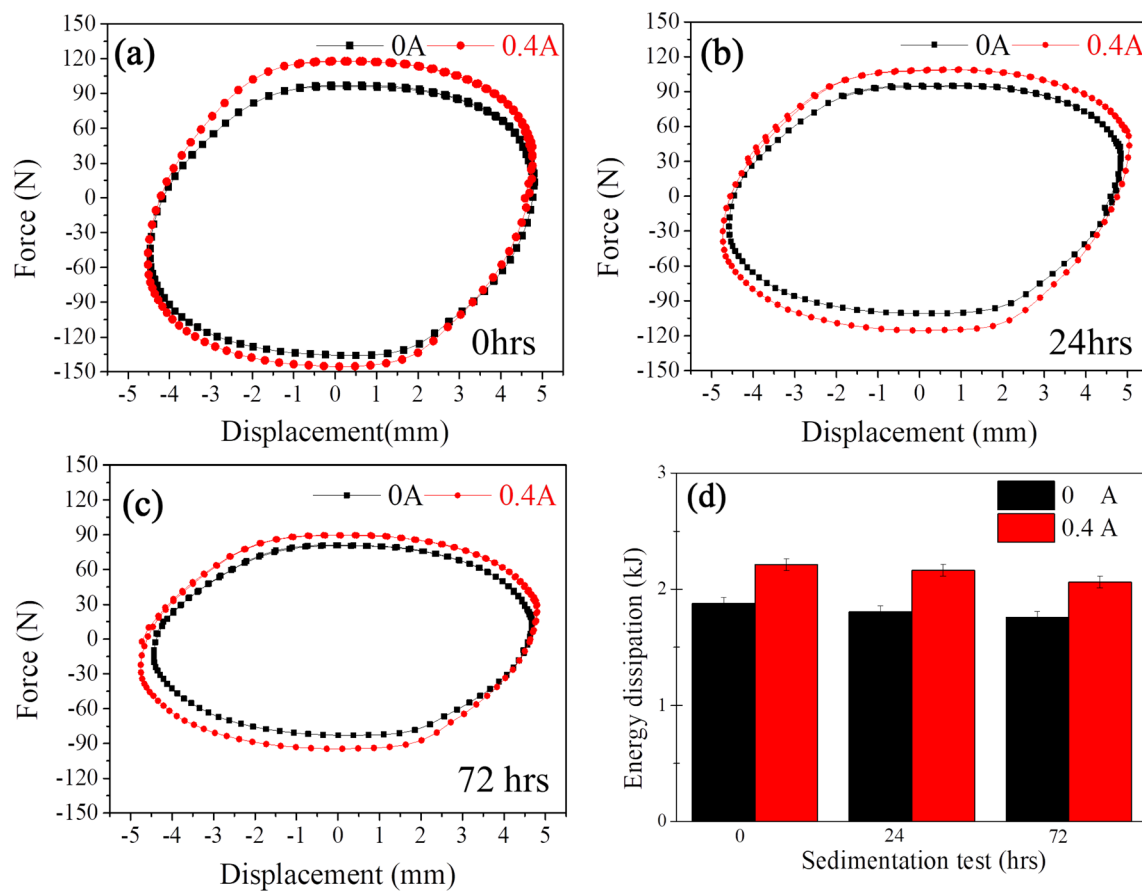 (a)
0A 0.4A
150
120
90
60
30
0
-30
-60
-90
-120
-150
Force (N)
0hrs
-5 -4 -3 -2 -1 0 1 2 3 4 5
Displacement(mm)
(b)
0A 0.4A
150
120
90
60
30
0
-30
-60
-90
-120
-150
Force (N)
24hrs
-5 -4 -3 -2 -1 0 1 2 3 4 5
Displacement (mm)
(c)
0A 0.4A
150
120
90
60
30
0
-30
-60
-90
-120
-150
Force (N)
72 hrs
-5 -4 -3 -2 -1 0 1 2 3 4 5
Displacement (mm)
(d)
0 A
0.4 A
3
2
1
0
Energy dissipation (kJ)
0 24 72
Sedimentation test (hrs)